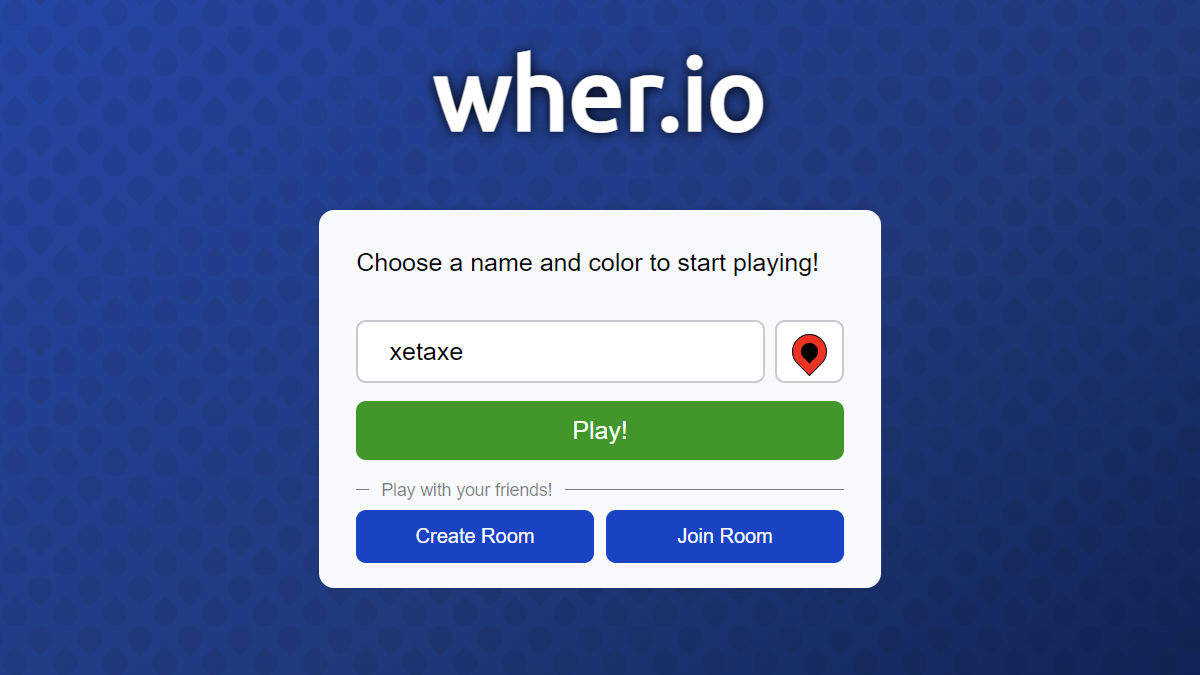 wher.io
Choose a name and color to start playing!
xetaxe
Play!
Play with your friends!
Create Room
Join Room